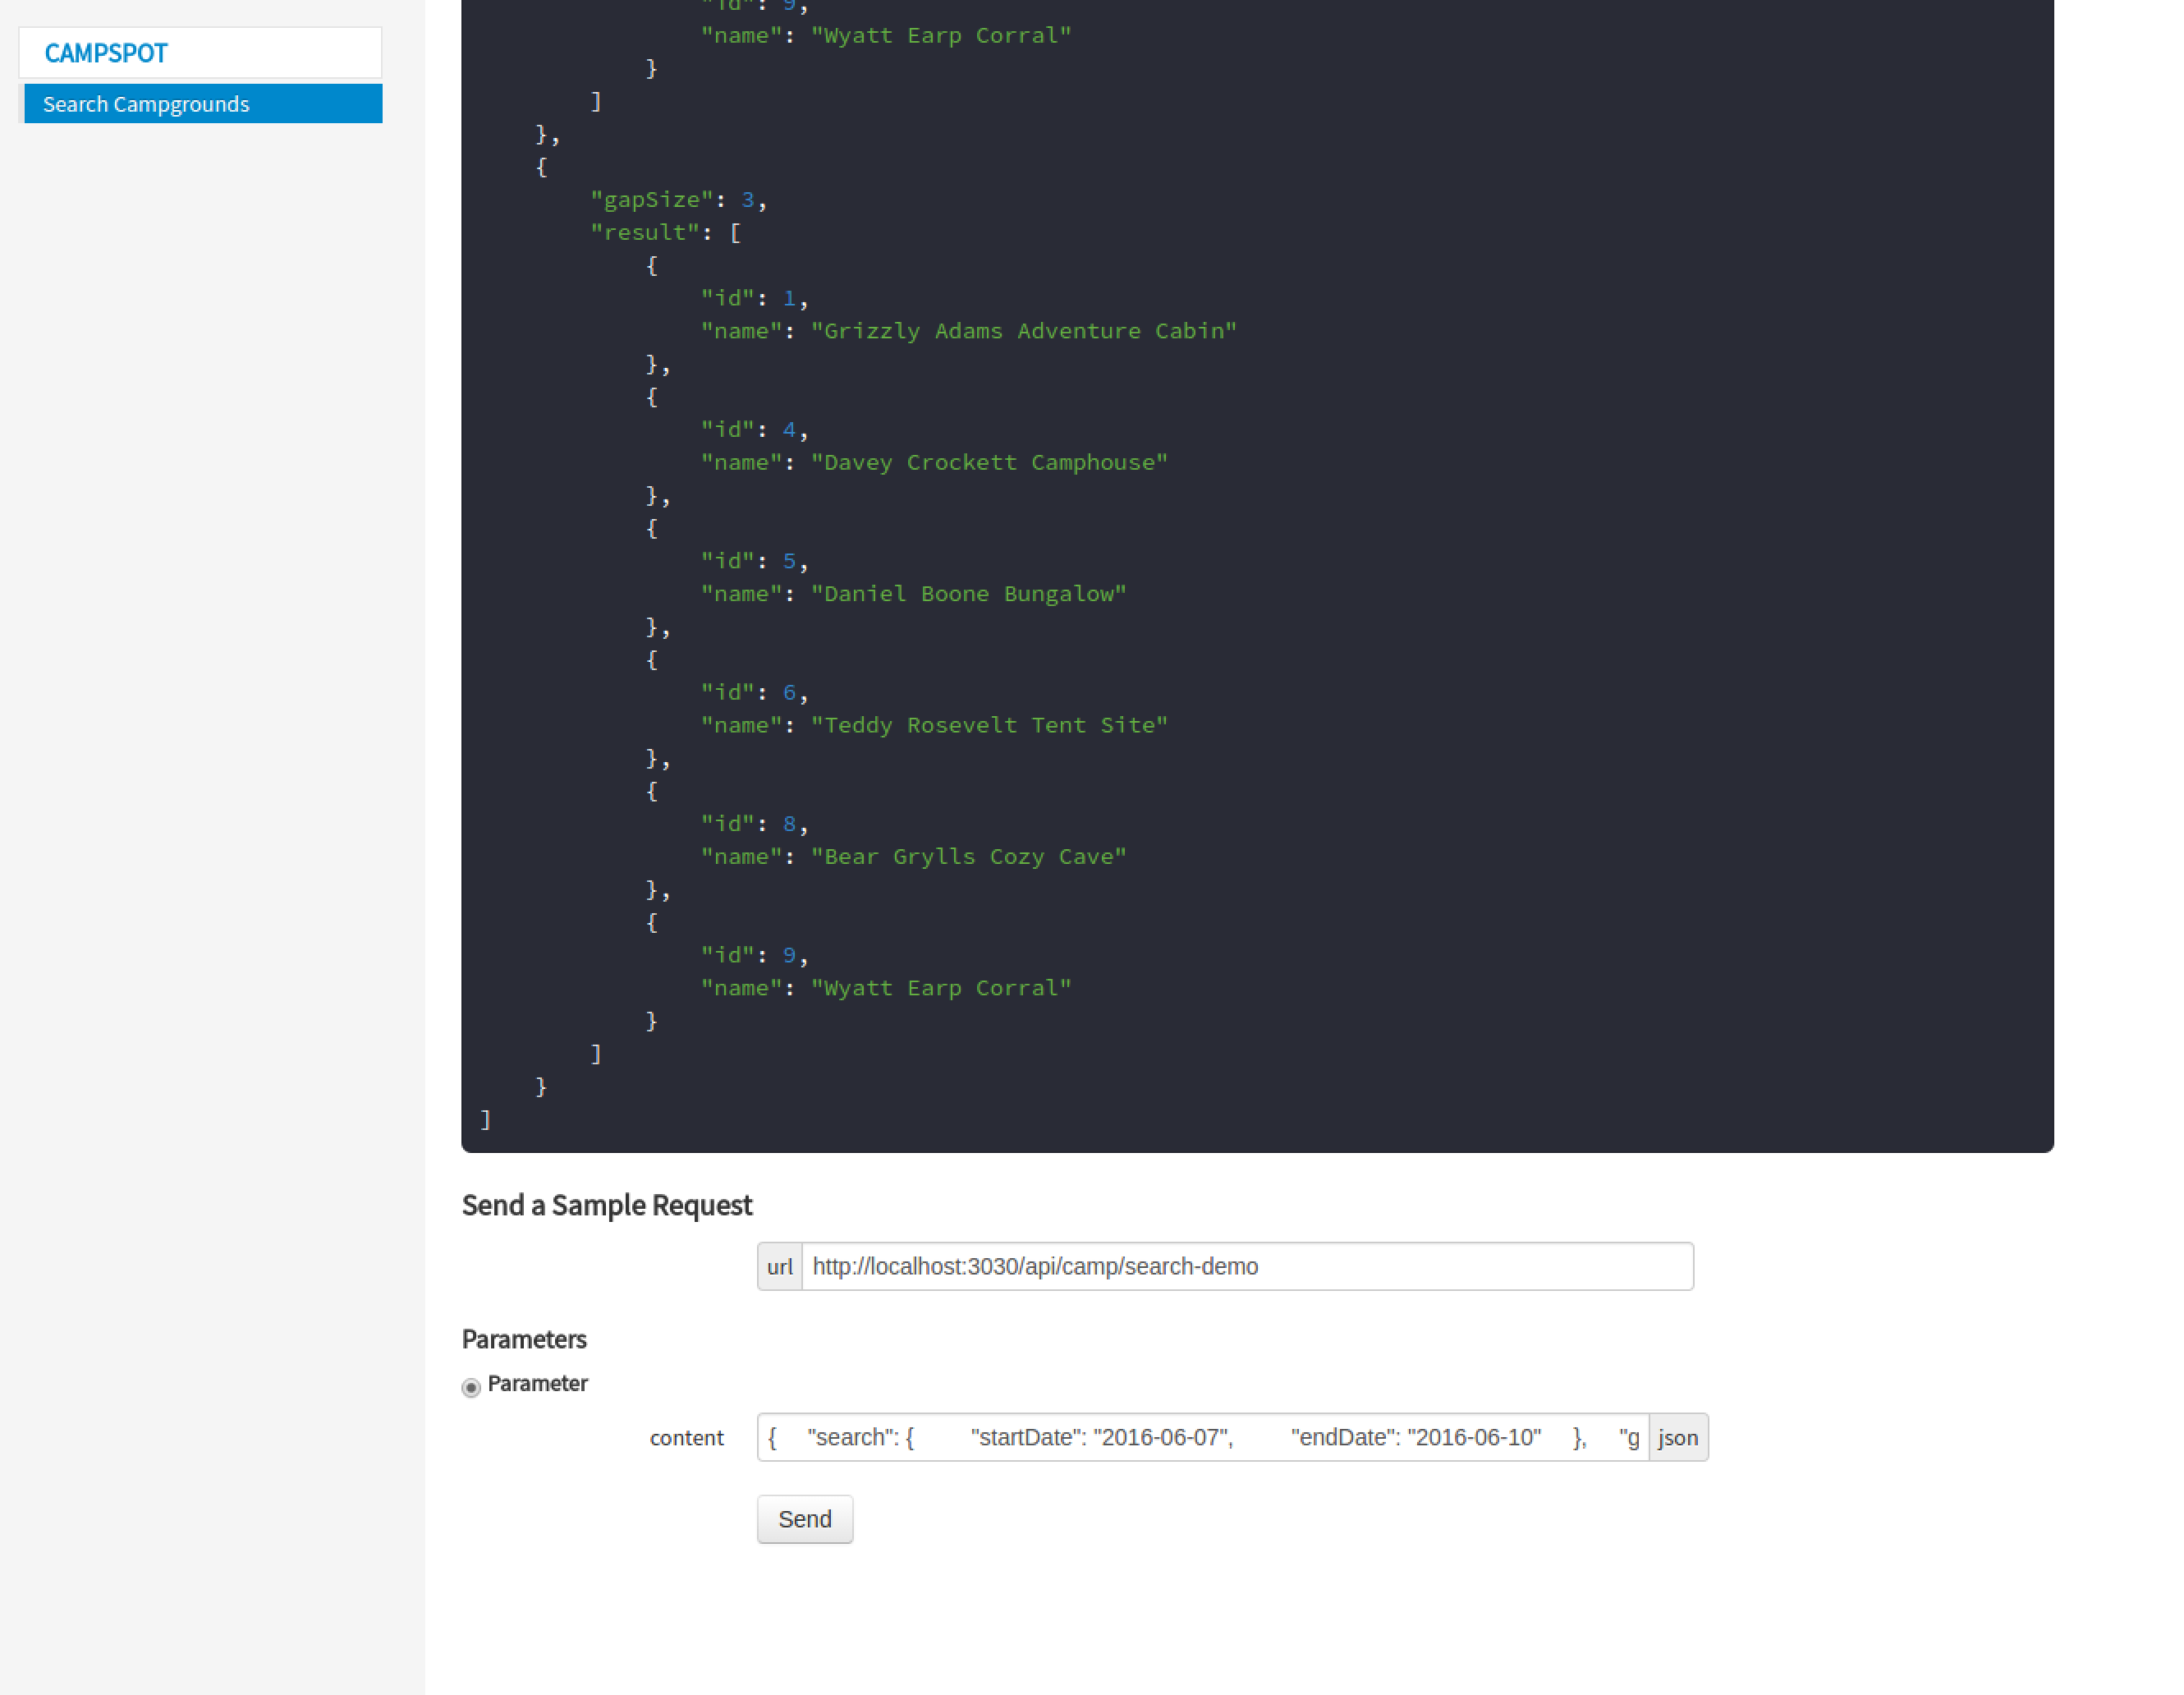 CAMPSPOT
Search Campgrounds
"id": 9,
"name": "Wyatt Earp Corral"
}
]
},
{
"gapSize": 3,
"result": [
{
"id": 1,
"name": "Grizzly Adams Adventure Cabin"
},
{
"id": 4,
"name": "Davey Crockett Camphouse"
},
{
"id": 5,
"name": "Daniel Boone Bungalow"
},
{
"id": 6,
"name": "Teddy Rosevelt Tent Site"
},
{
"id": 8,
"name": "Bear Grylls Cozy Cave"
},
{
"id": 9,
"name": "Wyatt Earp Corral"
}
]
}
]
Send a Sample Request
url http://localhost:3030/api/camp/search-demo
Parameters
Parameter
content { "search": { "startDate": "2016-06-07", "endDate": "2016-06-10" }, "g json
Send